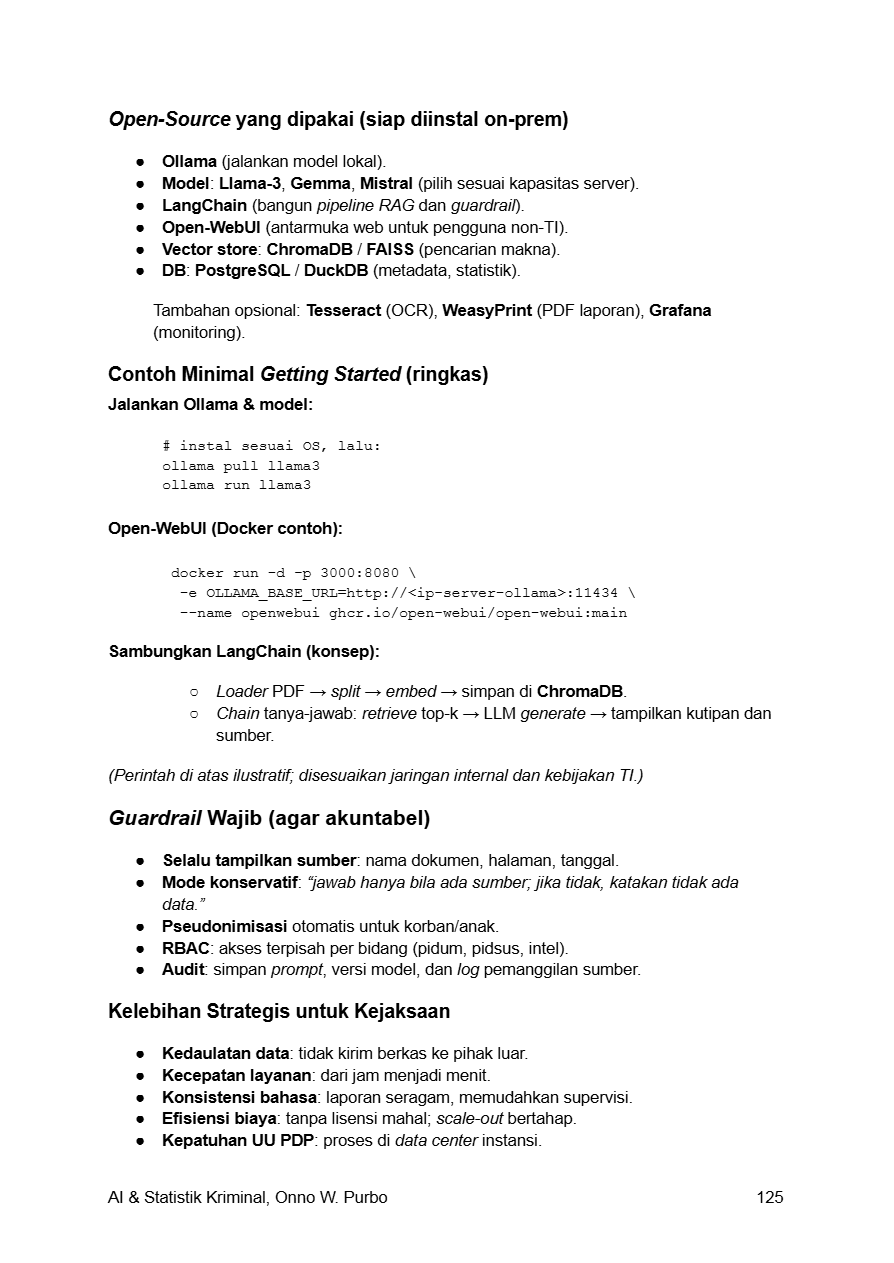 Open-Source yang dipakai (siap diinstal on-prem)
● Ollama (jalankan model lokal).
● Model: Llama-3, Gemma, Mistral (pilih sesuai kapasitas server).
● LangChain (bangun pipeline RAG dan guardrail).
● Open-WebUI (antarmuka web untuk pengguna non-TI).
● Vector store: ChromaDB / FAISS (pencarian makna).
● DB: PostgreSQL / DuckDB (metadata, statistik).
Tambahan opsional: Tesseract (OCR), WeasyPrint (PDF laporan), Grafana
(monitoring).
Contoh Minimal Getting Started (ringkas)
Jalankan Ollama & model:
# instal sesuai OS, lalu:
ollama pull llama3
ollama run llama3
Open-WebUI (Docker contoh):
docker run -d -p 3000:8080 \
-e OLLAMA_BASE_URL=http://<ip-server-ollama>:11434 \
--name openwebui ghcr.io/open-webui/open-webui:main
Sambungkan LangChain (konsep):
○ Loader PDF → split → embed → simpan di ChromaDB.
○ Chain tanya-jawab: retrieve top-k → LLM generate → tampilkan kutipan dan
sumber.
(Perintah di atas ilustratif; disesuaikan jaringan internal dan kebijakan TI.)
Guardrail Wajib (agar akuntabel)
● Selalu tampilkan sumber: nama dokumen, halaman, tanggal.
● Mode konservatif: “jawab hanya bila ada sumber; jika tidak, katakan tidak ada
data.”
● Pseudonimisasi otomatis untuk korban/anak.
● RBAC: akses terpisah per bidang (pidum, pidsus, intel).
● Audit: simpan prompt, versi model, dan log pemanggilan sumber.
Kelebihan Strategis untuk Kejaksaan
● Kedaulatan data: tidak kirim berkas ke pihak luar.
● Kecepatan layanan: dari jam menjadi menit.
● Konsistensi bahasa: laporan seragam, memudahkan supervisi.
● Efisiensi biaya: tanpa lisensi mahal; scale-out bertahap.
● Kepatuhan UU PDP: proses di data center instansi.
AI & Statistik Kriminal, Onno W. Purbo 125